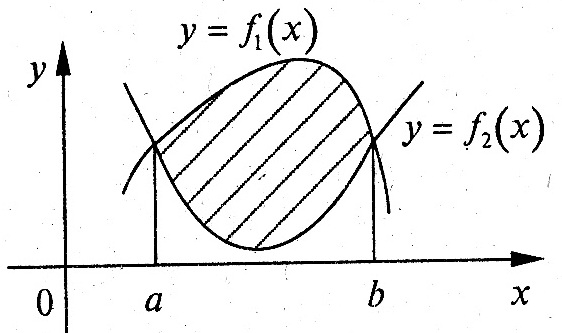 y = f₁(x)
y
y = f₂(x)
0 a b x